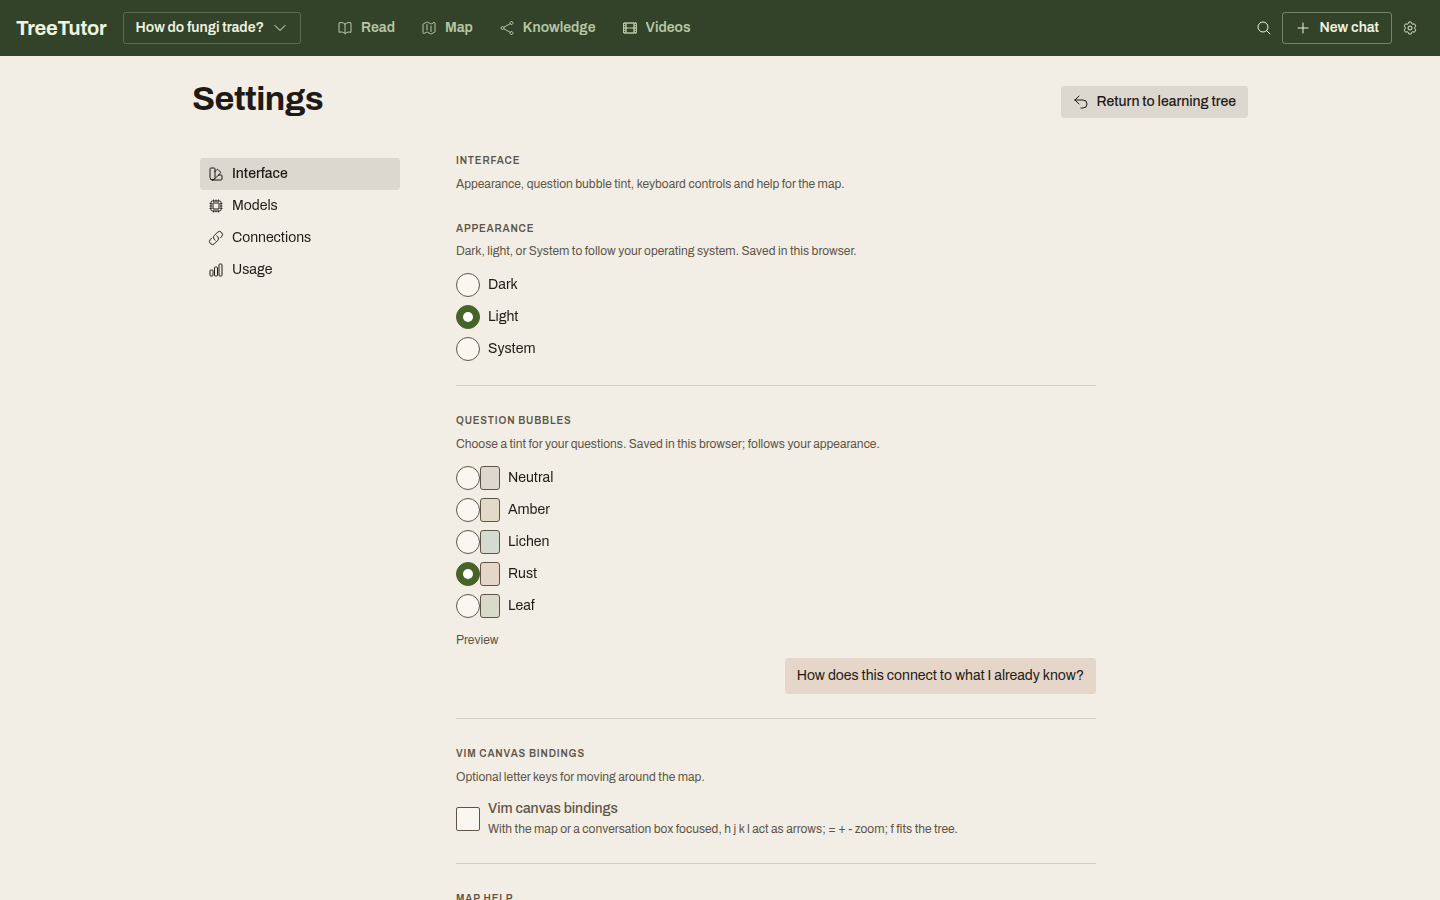 TreeTutor
How do fungi trade?
Read
Map
Knowledge
Videos
New chat
Settings
Return to learning tree
Interface
Models
Connections
Usage
INTERFACE
Appearance, question bubble tint, keyboard controls and help for the map.
APPEARANCE
Dark, light, or System to follow your operating system. Saved in this browser.
Dark
Light
System
QUESTION BUBBLES
Choose a tint for your questions. Saved in this browser; follows your appearance.
Neutral
Amber
Lichen
Rust
Leaf
Preview
How does this connect to what I already know?
VIM CANVAS BINDINGS
Optional letter keys for moving around the map.
Vim canvas bindings
With the map or a conversation box focused, h j k l act as arrows; = + - zoom; f fits the tree.
MAP HELP